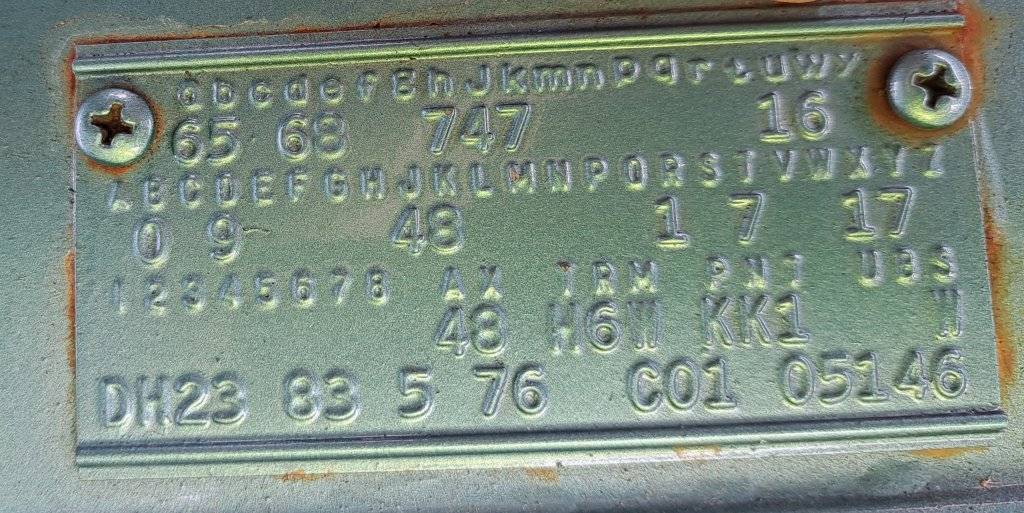 abcdefghJkmnpqrtuwy
65 68 747 16
ABCDEFGHJKLMNPQRSTVWXYZ
0 9 48 1 7 17
12345678 AX TRM PNT UBS
48 H6W KK1 W
DH23 83 5 76 C01 05146